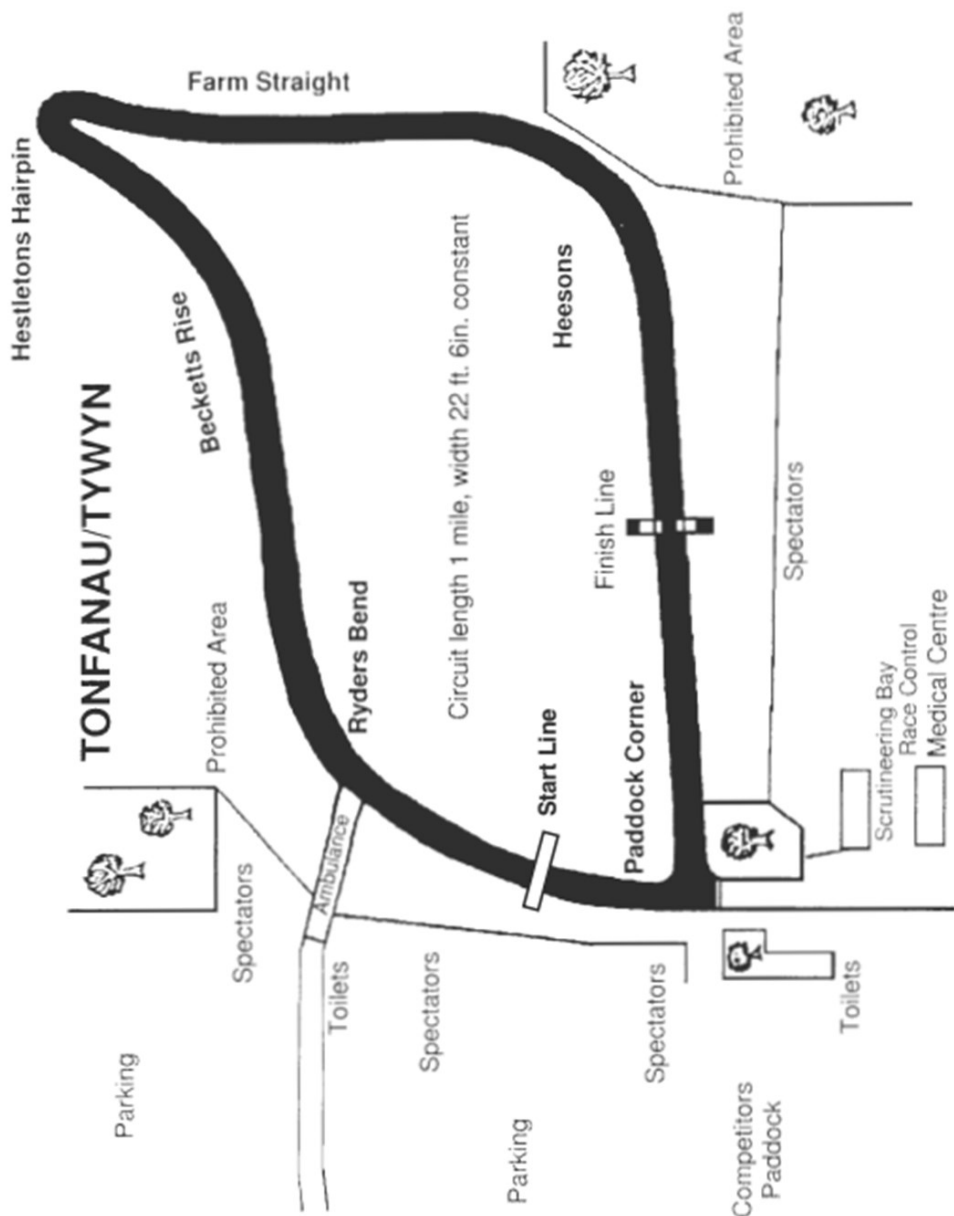 TONFANAU/TYWYN
Hestletons Hairpin
Farm Straight
Becketts Rise
Prohibited Area
Ryders Bend
Circuit length 1 mile, width 22 ft. 6in. constant
Heesons
Prohibited Area
Finish Line
Start Line
Paddock Corner
Spectators
Scrutineering Bay
Race Control
Medical Centre
Ambulance
Spectators
Toilets
Spectators
Spectators
Toilets
Parking
Parking
Competitors
Paddock